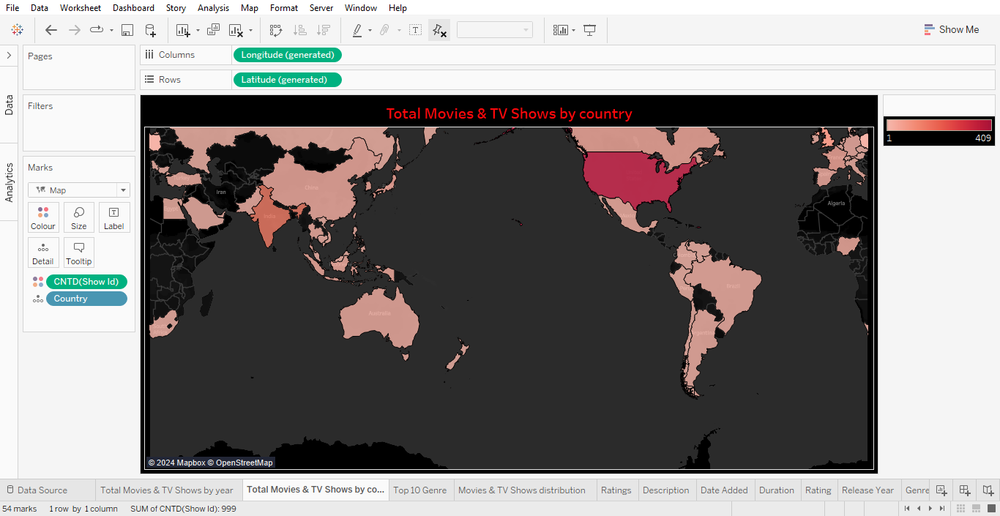 File Data Worksheet Dashboard Story Analysis Map Format Server Window Help
Show Me
Pages
Columns
Longitude (generated)
Rows
Latitude (generated)
Data
Analytics
Filters
Marks
Map
Colour Size Label
Detail Tooltip
CNTD(Show Id)
Country
Total Movies & TV Shows by country
Turkey
Iran
China
Egypt
India
Australia
Brazil
Algeria
© 2024 Mapbox © OpenStreetMap
1 409
Data Source Total Movies & TV Shows by year Total Movies & TV Shows by co... Top 10 Genre Movies & TV Shows distribution Ratings Description Date Added Duration Rating Release Year Genre
54 marks 1 row by 1 column SUM of CNTD(Show Id): 999